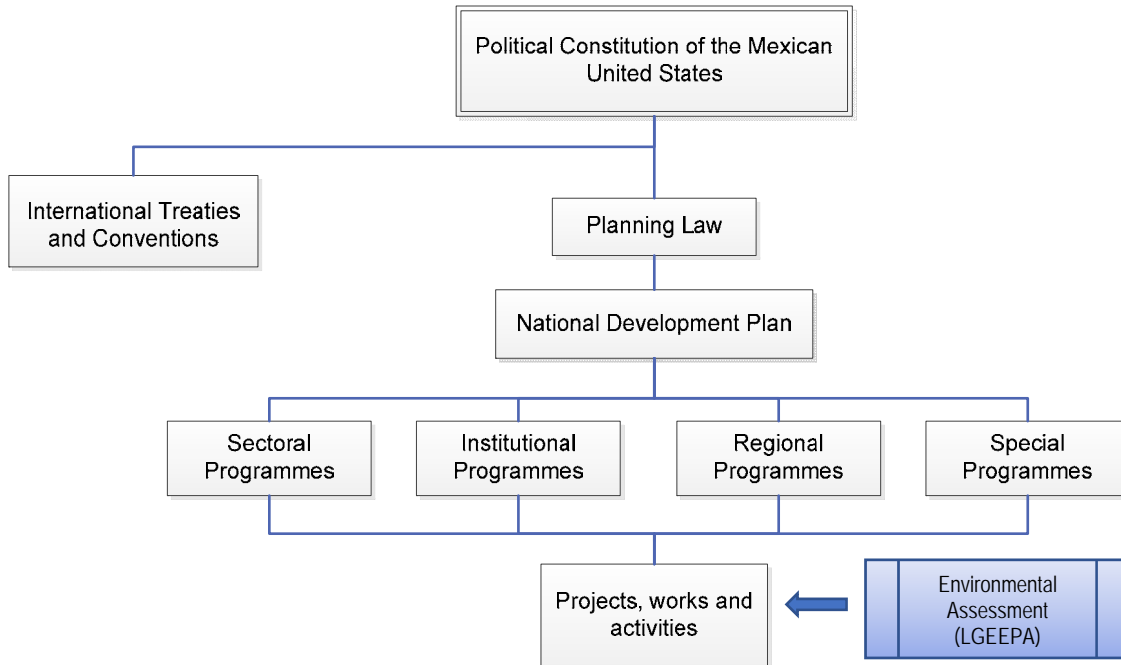 Political Constitution of the Mexican
United States
International Treaties
and Conventions
Planning Law
National Development Plan
Sectoral
Programmes
Institutional
Programmes
Regional
Programmes
Special
Programmes
Projects, works and
activities
Environmental
Assessment
(LGEEPA)